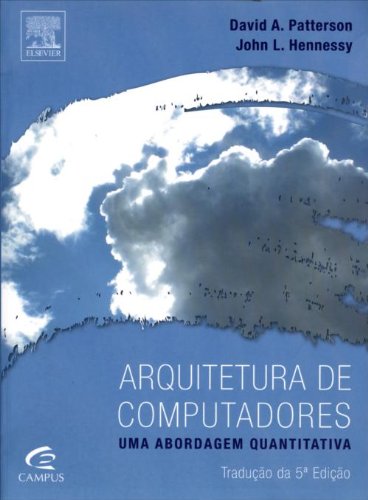 ELSEVIER
David A. Patterson
John L. Hennessy
ARQUITETURA DE
COMPUTADORES
UMA ABORDAGEM QUANTITATIVA
Tradução da 5ª Edição
CAMPUS